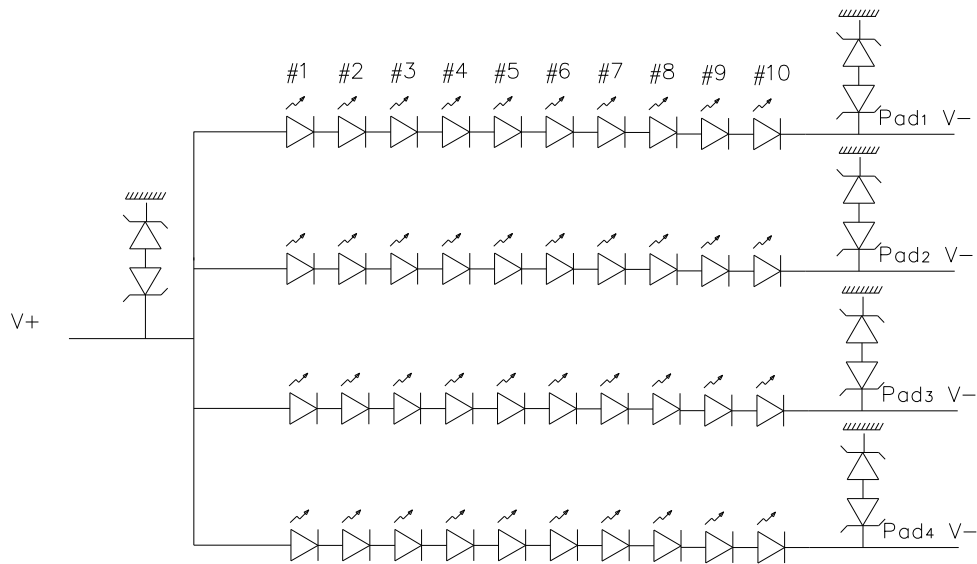 #1 #2 #3 #4 #5 #6 #7 #8 #9 #10
Pad1 V-
Pad2 V-
V+
Pad3 V-
Pad4 V-